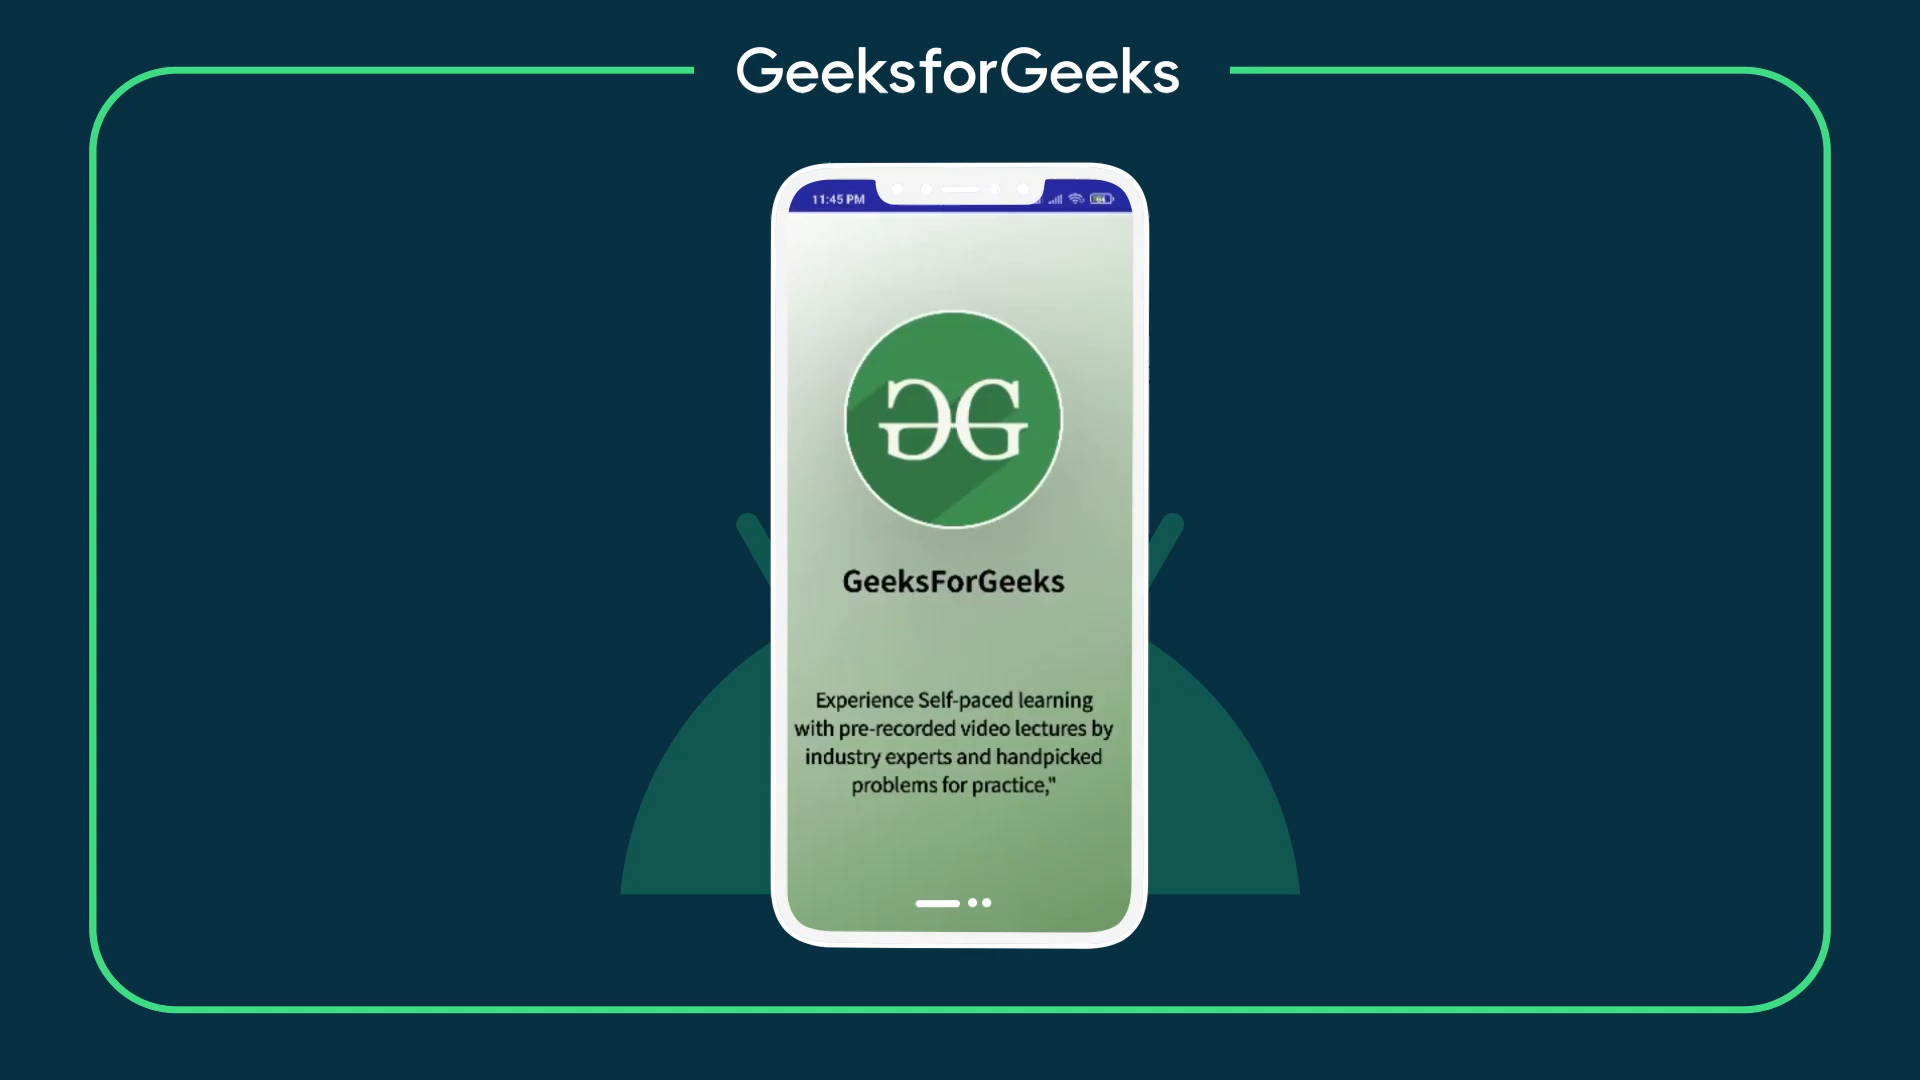 GeeksforGeeks
11:45 PM
64
GeeksForGeeks
Experience Self-paced learning
with pre-recorded video lectures by
industry experts and handpicked
problems for practice,"